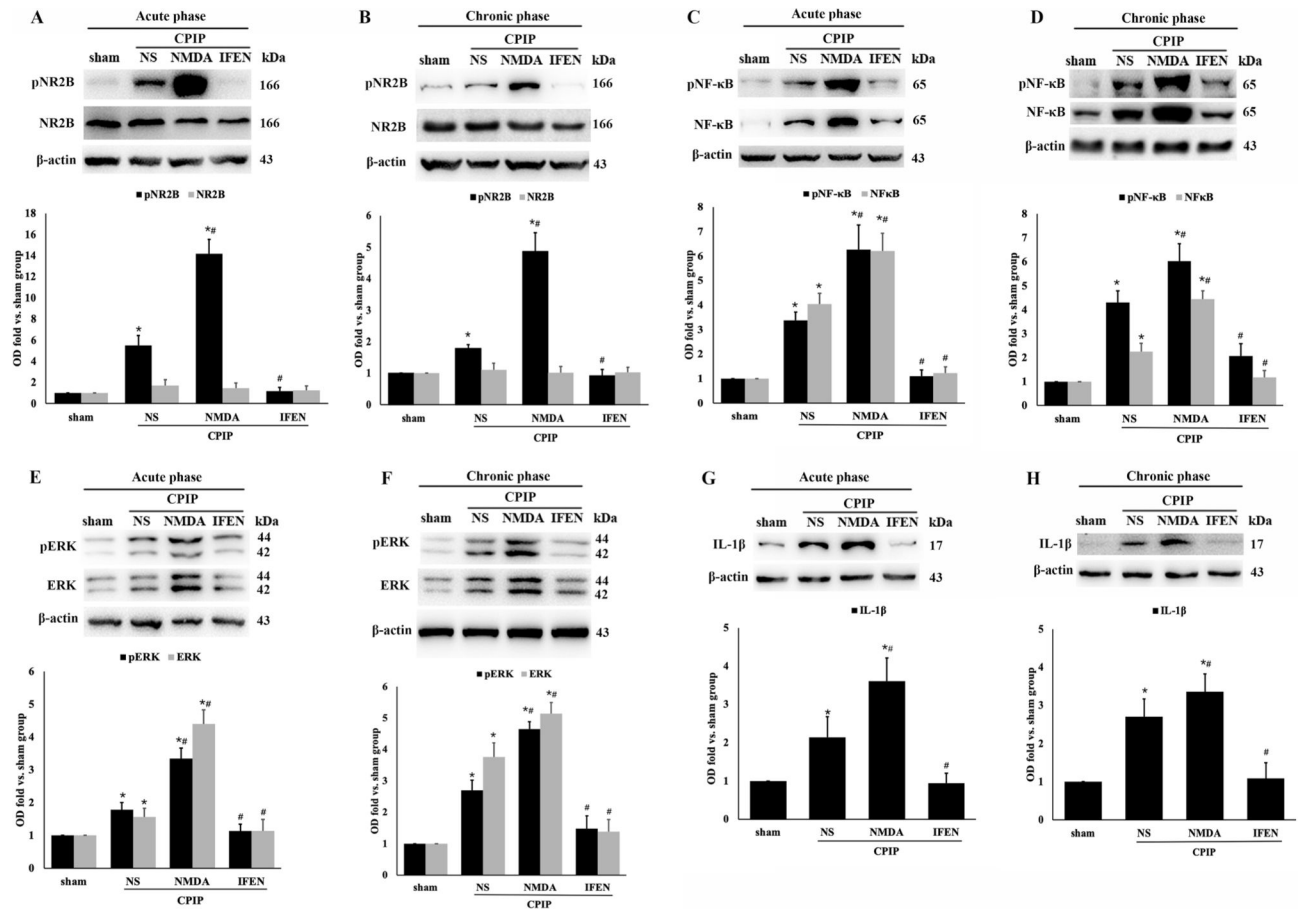 A
Acute phase
CPIP
sham NS NMDA IFEN kDa
pNR2B 166
NR2B 166
β-actin 43
pNR2B NR2B
OD fold vs. sham group
18
16
14
12
10
8
6
4
2
0
* *# #
sham NS NMDA IFEN
CPIP
B
Chronic phase
CPIP
sham NS NMDA IFEN kDa
pNR2B 166
NR2B 166
β-actin 43
pNR2B NR2B
OD fold vs. sham group
6
5
4
3
2
1
0
* *# #
sham NS NMDA IFEN
CPIP
C
Acute phase
CPIP
sham NS NMDA IFEN kDa
pNF-κB 65
NF-κB 65
β-actin 43
pNF-κB NFκB
OD fold vs. sham group
8
7
6
5
4
3
2
1
0
* * *# *# # #
sham NS NMDA IFEN
CPIP
D
Chronic phase
CPIP
sham NS NMDA IFEN kDa
pNF-κB 65
NF-κB 65
β-actin 43
pNF-κB NFκB
OD fold vs. sham group
8
7
6
5
4
3
2
1
0
* * *# *# # #
sham NS NMDA IFEN
CPIP
E
Acute phase
CPIP
sham NS NMDA IFEN kDa
pERK 44
42
ERK 44
42
β-actin 43
pERK ERK
OD fold vs. sham group
6
5
4
3
2
1
0
* * *# *# # #
sham NS NMDA IFEN
CPIP
F
Chronic phase
CPIP
sham NS NMDA IFEN kDa
pERK 44
42
ERK 44
42
β-actin 43
pERK ERK
OD fold vs. sham group
6
5
4
3
2
1
0
* * *# *# # #
sham NS NMDA IFEN
CPIP
G
Acute phase
CPIP
sham NS NMDA IFEN kDa
IL-1β 17
β-actin 43
IL-1β
OD fold vs. sham group
5
4
3
2
1
0
* *# #
sham NS NMDA IFEN
CPIP
H
Chronic phase
CPIP
sham NS NMDA IFEN kDa
IL-1β 17
β-actin 43
IL-1β
OD fold vs. sham group
5
4
3
2
1
0
* *# #
sham NS NMDA IFEN
CPIP